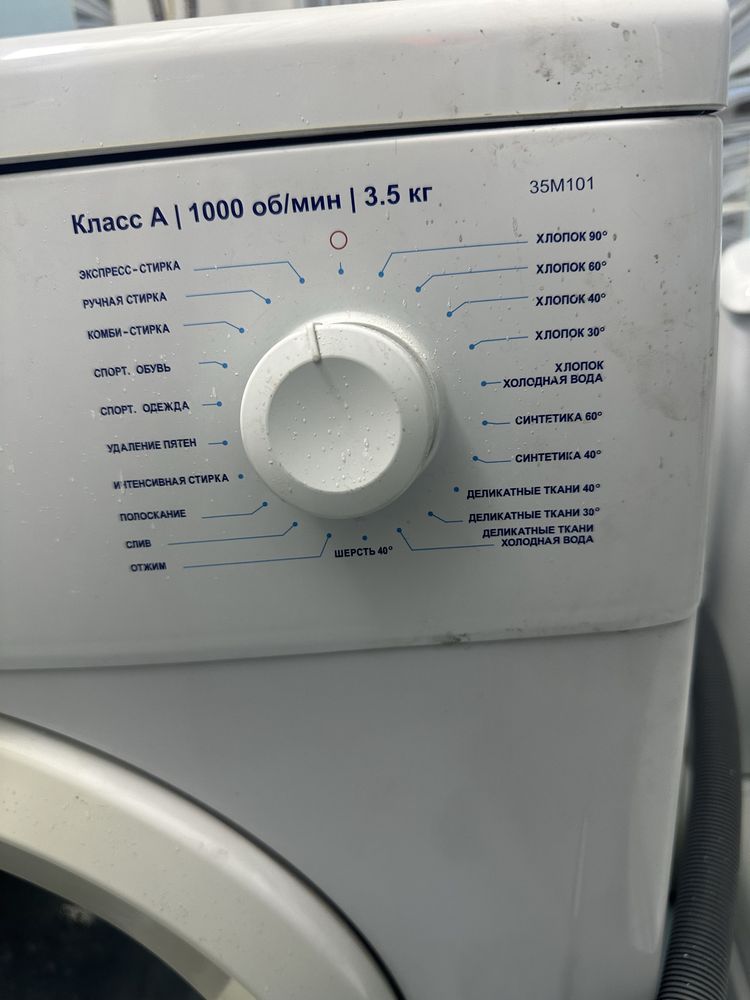 Класс А | 1000 об/мин | 3.5 кг
35М101
ЭКСПРЕСС-СТИРКА
РУЧНАЯ СТИРКА
КОМБИ-СТИРКА
СПОРТ. ОБУВЬ
СПОРТ. ОДЕЖДА
УДАЛЕНИЕ ПЯТЕН
ИНТЕНСИВНАЯ СТИРКА
ПОЛОСКАНИЕ
СЛИВ
ОТЖИМ
ШЕРСТЬ 40°
ХЛОПОК 90°
ХЛОПОК 60°
ХЛОПОК 40°
ХЛОПОК 30°
ХЛОПОК
ХОЛОДНАЯ ВОДА
СИНТЕТИКА 60°
СИНТЕТИКА 40°
ДЕЛИКАТНЫЕ ТКАНИ 40°
ДЕЛИКАТНЫЕ ТКАНИ 30°
ДЕЛИКАТНЫЕ ТКАНИ
ХОЛОДНАЯ ВОДА